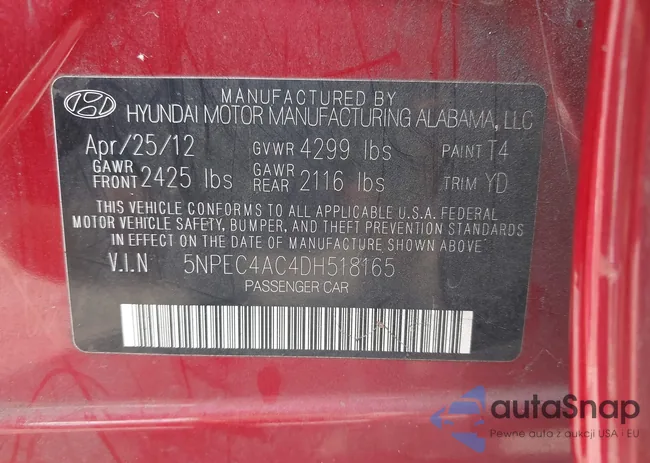 MANUFACTURED BY
HYUNDAI MOTOR MANUFACTURING ALABAMA, LLC
Apr/25/12 GVWR 4299 lbs PAINT T4
GAWR FRONT 2425 lbs GAWR REAR 2116 lbs TRIM YD
THIS VEHICLE CONFORMS TO ALL APPLICABLE U.S.A. FEDERAL
MOTOR VEHICLE SAFETY, BUMPER, AND THEFT PREVENTION STANDARDS
IN EFFECT ON THE DATE OF MANUFACTURE SHOWN ABOVE.
V.I.N 5NPEC4AC4DH518165
PASSENGER CAR
autaSnap
Pewne auta z aukcji USA i EU